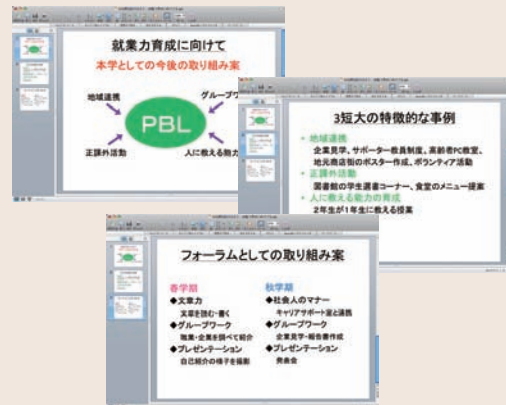 就業力育成に向けて
本学としての今後の取り組み案
地域連携
グループワ
PBL
正課外活動
人に教える能力
3短大の特徴的な事例
• 地域連携
企業見学、サポーター教員制度、高齢者PC教室、
地元商店街のポスター作成、ボランティア活動
• 正課外活動
図書館の学生選書コーナー、食堂のメニュー提案
• 人に教える能力の育成
2年生が1年生に教える授業
フォーラムとしての取り組み案
春学期
◆文章力
文章を読む・書く
◆グループワーク
職業・企業を調べて紹介
◆プレゼンテーション
自己紹介の様子を撮影
秋学期
◆社会人のマナー
キャリアサポート室と連携
◆グループワーク
企業見学・報告書作成
◆プレゼンテーション
発表会